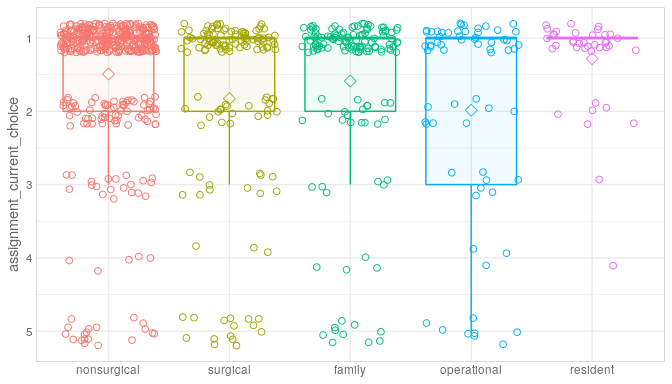 assignment_current_choice
1
2
3
4
5
nonsurgical
surgical
family
operational
resident